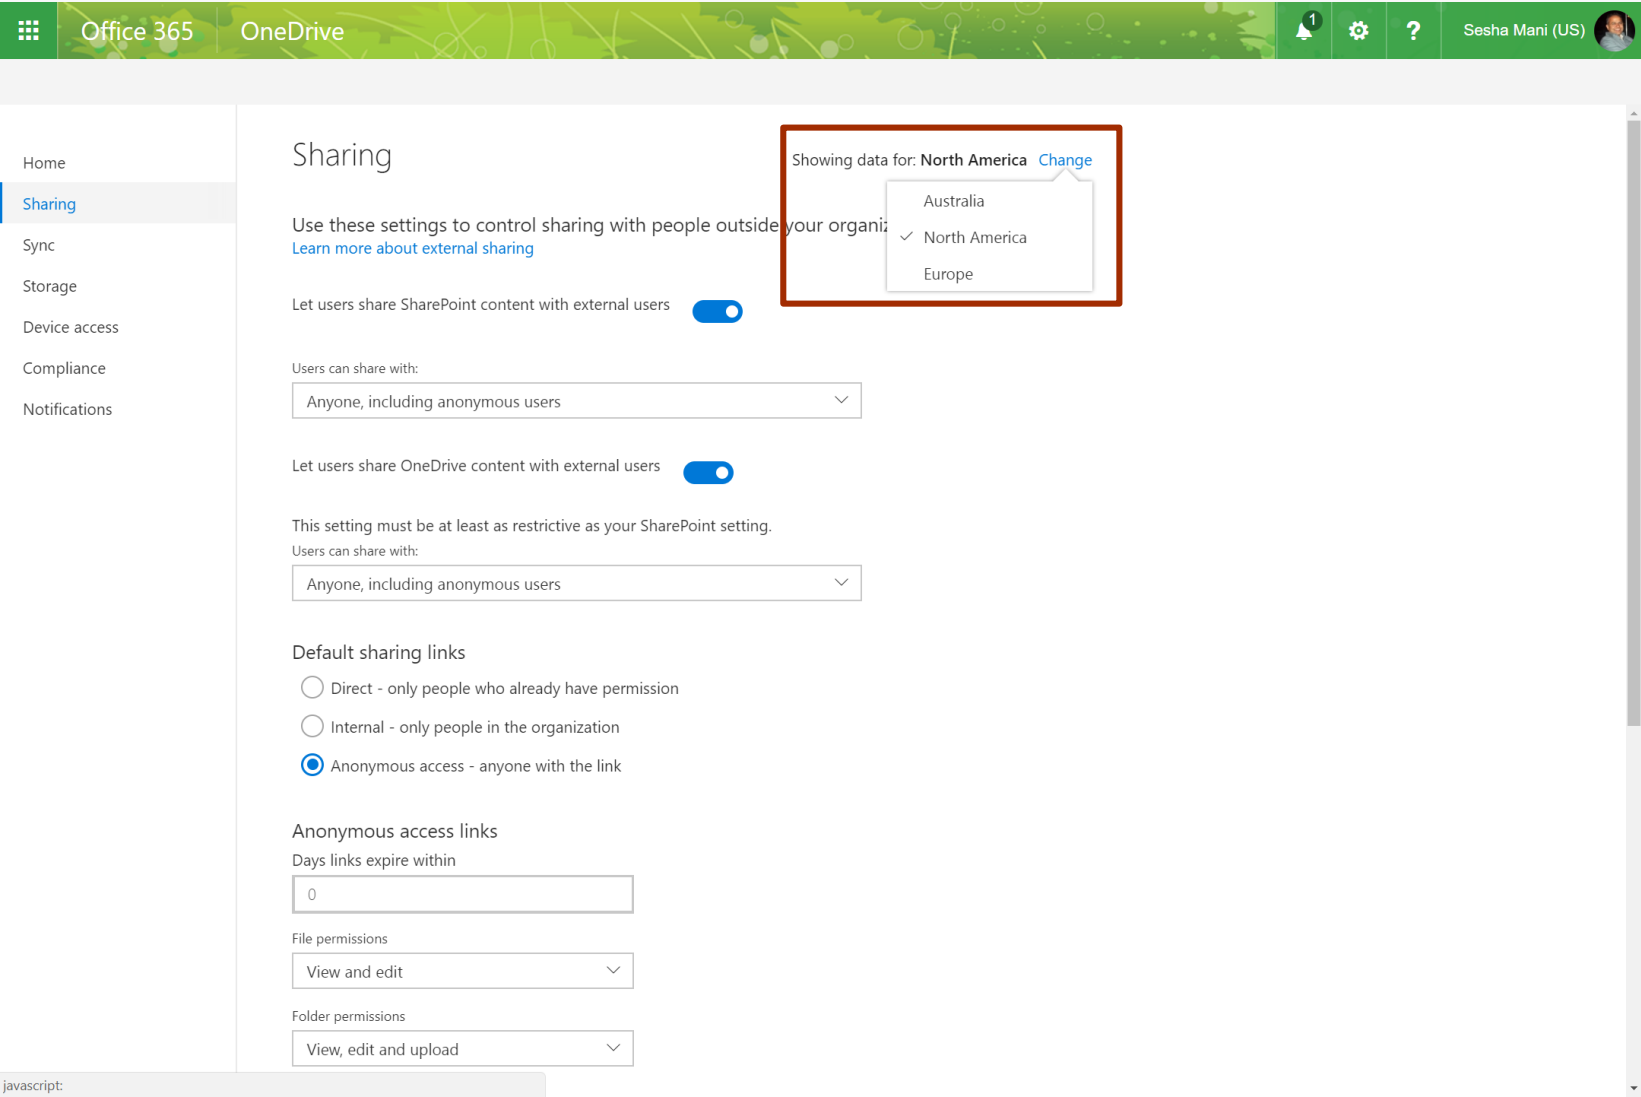 Office 365
OneDrive
1
?
Sesha Mani (US)
Home
Sharing
Sync
Storage
Device access
Compliance
Notifications
Sharing
Showing data for: North America Change
Australia
North America
Europe
Use these settings to control sharing with people outside your organiz
Learn more about external sharing
Let users share SharePoint content with external users
Users can share with:
Anyone, including anonymous users
Let users share OneDrive content with external users
This setting must be at least as restrictive as your SharePoint setting.
Users can share with:
Anyone, including anonymous users
Default sharing links
Direct - only people who already have permission
Internal - only people in the organization
Anonymous access - anyone with the link
Anonymous access links
Days links expire within
0
File permissions
View and edit
Folder permissions
View, edit and upload
javascript: